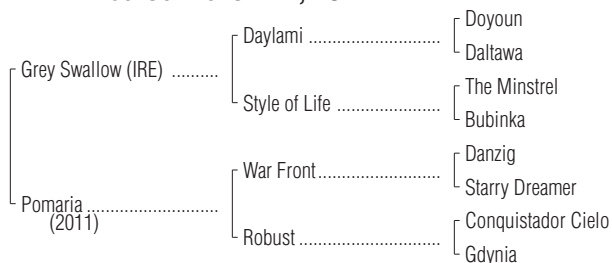 Doyoun
Daylami ..................................
Daltawa
Grey Swallow (IRE) ..........
The Minstrel
Style of Life ...........................
Bubinka
Danzig
War Front................................
Starry Dreamer
Pomaria ...............................
(2011)
Conquistador Cielo
Robust ....................................
Gdynia